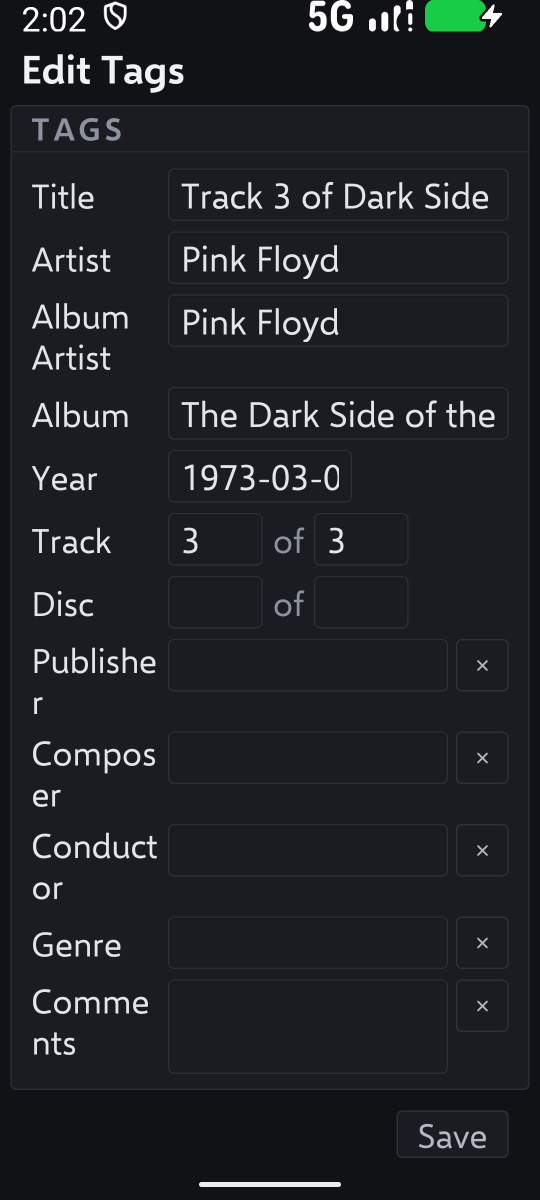 2:02 5G
Edit Tags
TAGS
Title Track 3 of Dark Side
Artist Pink Floyd
Album
Artist
Pink Floyd
Album The Dark Side of the
Year 1973-03-0
Track 3 of 3
Disc of
Publishe
r
×
Compos
er
×
Conduct
or
×
Genre ×
Comme
nts
×
Save